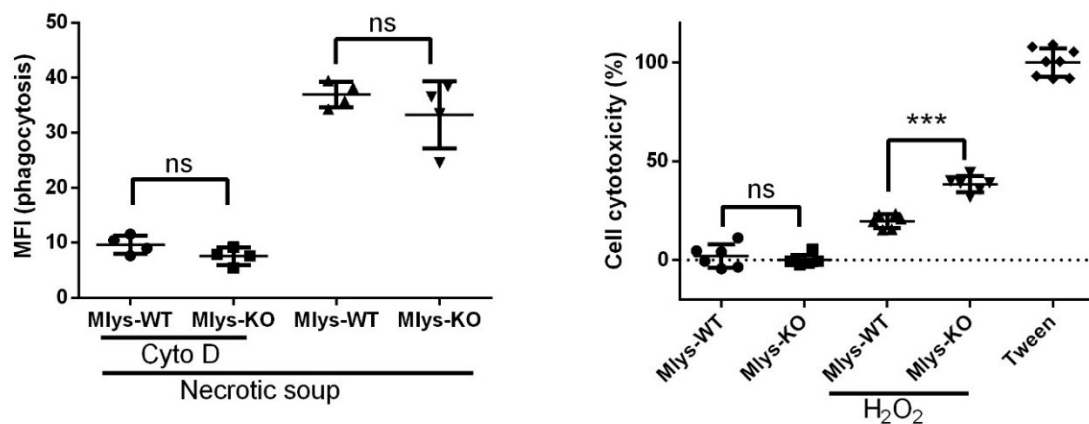 MFI (phagocytosis)
50
40
30
20
10
0
ns
ns
Mlys-WT Mlys-KO Mlys-WT Mlys-KO
Cyto D
Necrotic soup
Cell cytotoxicity (%)
100
50
0
ns
***
Mlys-WT
Mlys-KO
Mlys-WT
Mlys-KO
Tween
H₂O₂